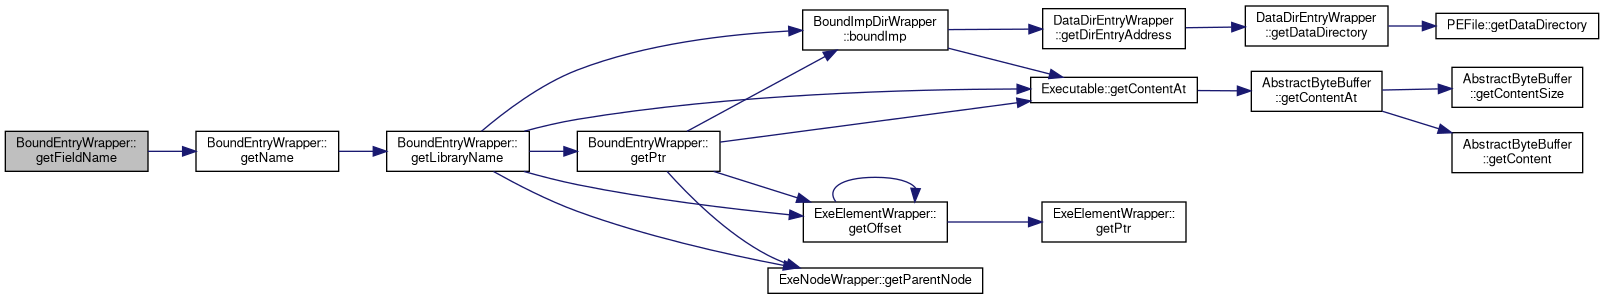 BoundEntryWrapper::
getFieldName
BoundEntryWrapper::
getName
BoundEntryWrapper::
getLibraryName
BoundImpDirWrapper
::boundImp
BoundEntryWrapper::
getPtr
DataDirEntryWrapper
::getDirEntryAddress
DataDirEntryWrapper
::getDataDirectory
PEFile::getDataDirectory
Executable::getContentAt
AbstractByteBuffer
::getContentAt
AbstractByteBuffer
::getContentSize
AbstractByteBuffer
::getContent
ExeElementWrapper::
getOffset
ExeElementWrapper::
getPtr
ExeNodeWrapper::getParentNode